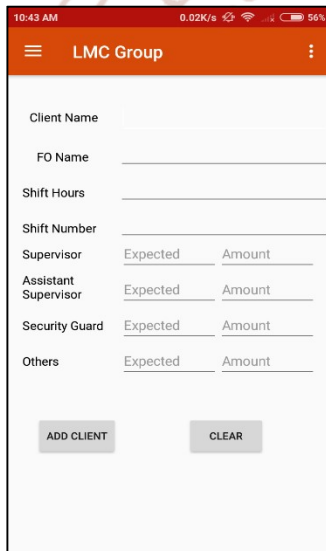 10:43 AM 0.02K/s 56%
LMC Group
Client Name
FO Name
Shift Hours
Shift Number
Supervisor Expected Amount
Assistant
Supervisor Expected Amount
Security Guard Expected Amount
Others Expected Amount
ADD CLIENT CLEAR